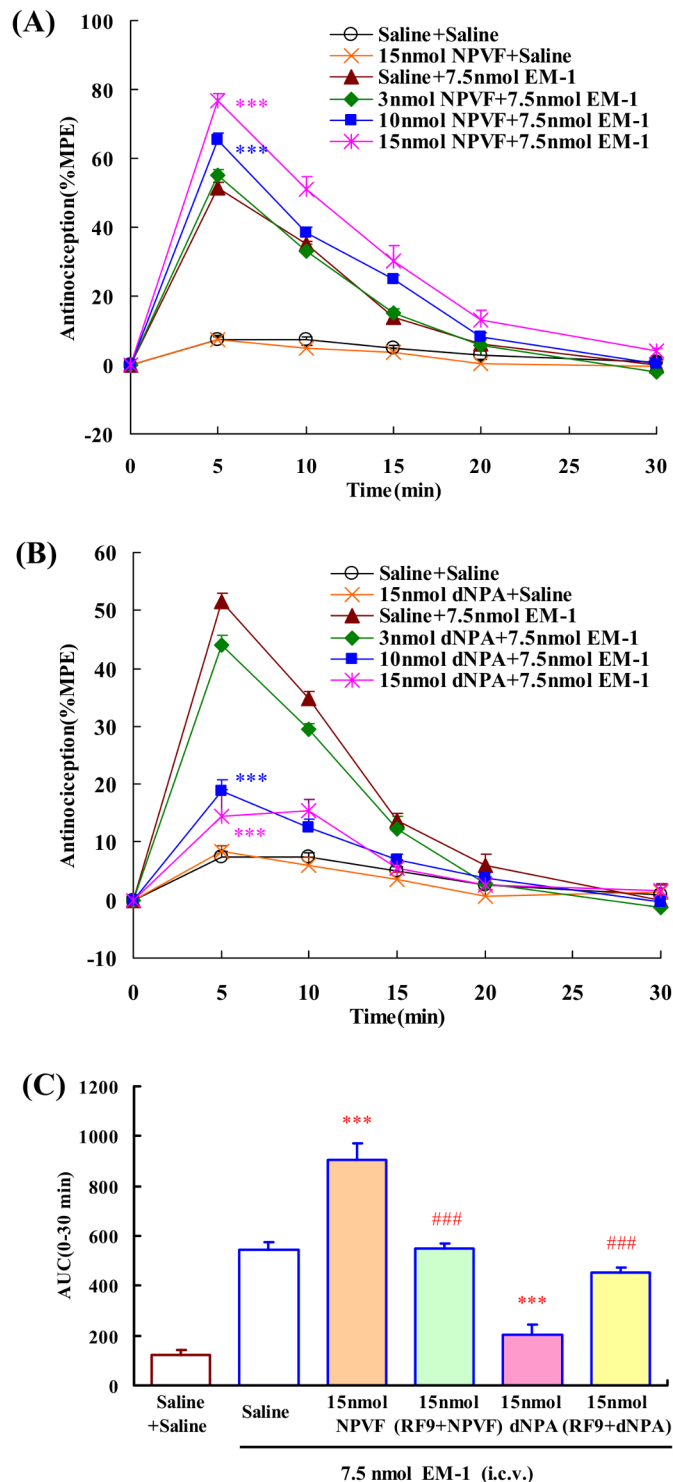 (A)
Saline+Saline
15nmol NPVF+Saline
Saline+7.5nmol EM-1
3nmol NPVF+7.5nmol EM-1
10nmol NPVF+7.5nmol EM-1
15nmol NPVF+7.5nmol EM-1
Antinociception(%MPE)
100
80
60
40
20
0
-20
***
***
0 5 10 15 20 25 30
Time(min)
(B)
Saline+Saline
15nmol dNPA+Saline
Saline+7.5nmol EM-1
3nmol dNPA+7.5nmol EM-1
10nmol dNPA+7.5nmol EM-1
15nmol dNPA+7.5nmol EM-1
Antinociception(%MPE)
60
50
40
30
20
10
0
-10
***
***
0 5 10 15 20 25 30
Time(min)
(C)
AUC(0-30 min)
1200
1000
800
600
400
200
0
***
###
***
###
Saline
+Saline
Saline
15nmol
NPVF
15nmol
(RF9+NPVF)
15nmol
dNPA
15nmol
(RF9+dNPA)
7.5 nmol EM-1 (i.c.v.)